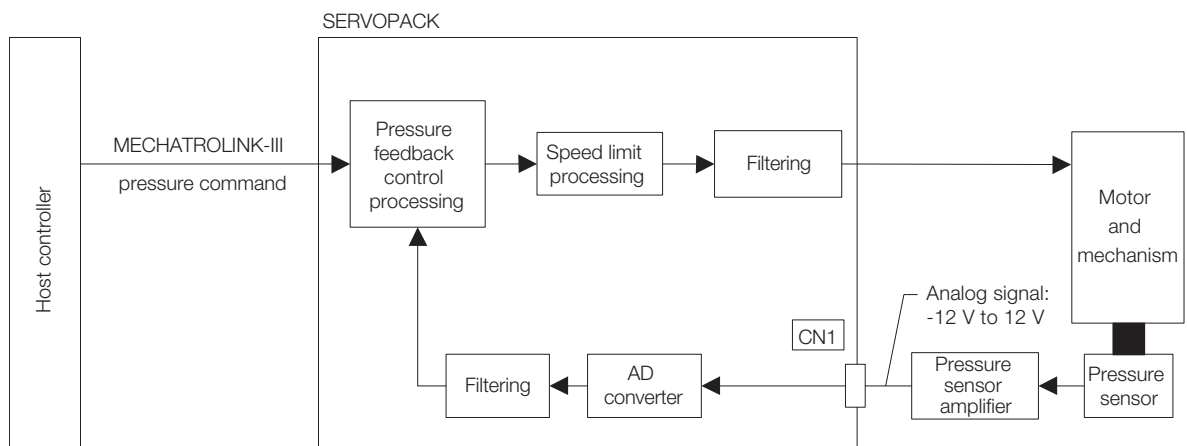 SERVOPACK
Host controller
MECHATROLINK-III
pressure command
Pressure
feedback
control
processing
Speed limit
processing
Filtering
Motor
and
mechanism
Analog signal:
-12 V to 12 V
CN1
Filtering
AD
converter
Pressure
sensor
amplifier
Pressure
sensor